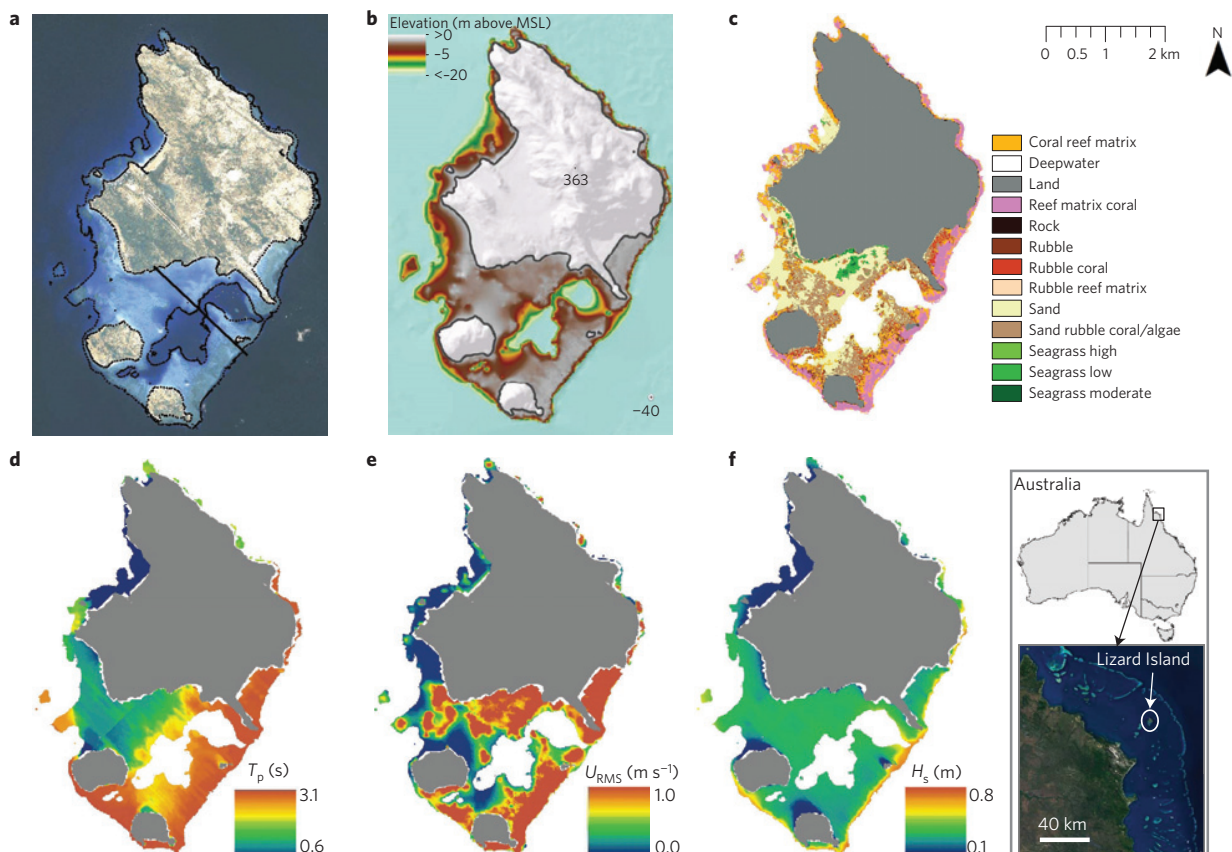 a
b
Elevation (m above MSL)
>0
−5
<−20
363
−40
c
0 0.5 1 2 km
N
Coral reef matrix
Deepwater
Land
Reef matrix coral
Rock
Rubble
Rubble coral
Rubble reef matrix
Sand
Sand rubble coral/algae
Seagrass high
Seagrass low
Seagrass moderate
d
Tp (s)
3.1
0.6
e
URMS (m s−1)
1.0
0.0
f
Hs (m)
0.8
0.1
Australia
Lizard Island
40 km